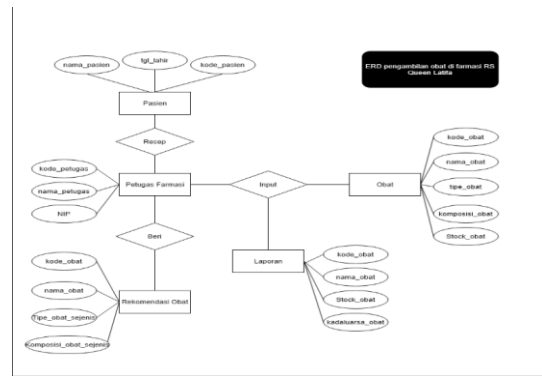 nama_pasien
tgl_lahir
kode_pasien
ERD pengambilan obat di farmasi RS
Queen Latifa
Pasien
Recep
kode_petugas
nama_petugas
NIP
Petugas Farmasi
Input
Obat
kode_obat
nama_obat
tipe_obat
komposisi_obat
Stock_obat
Beri
Laporan
kode_obat
nama_obat
Stock_obat
kadaluarsa_obat
kode_obat
nama_obat
Tipe_obat_sejenis
Komposisi_obat_sejenis
Rekomendasi Obat